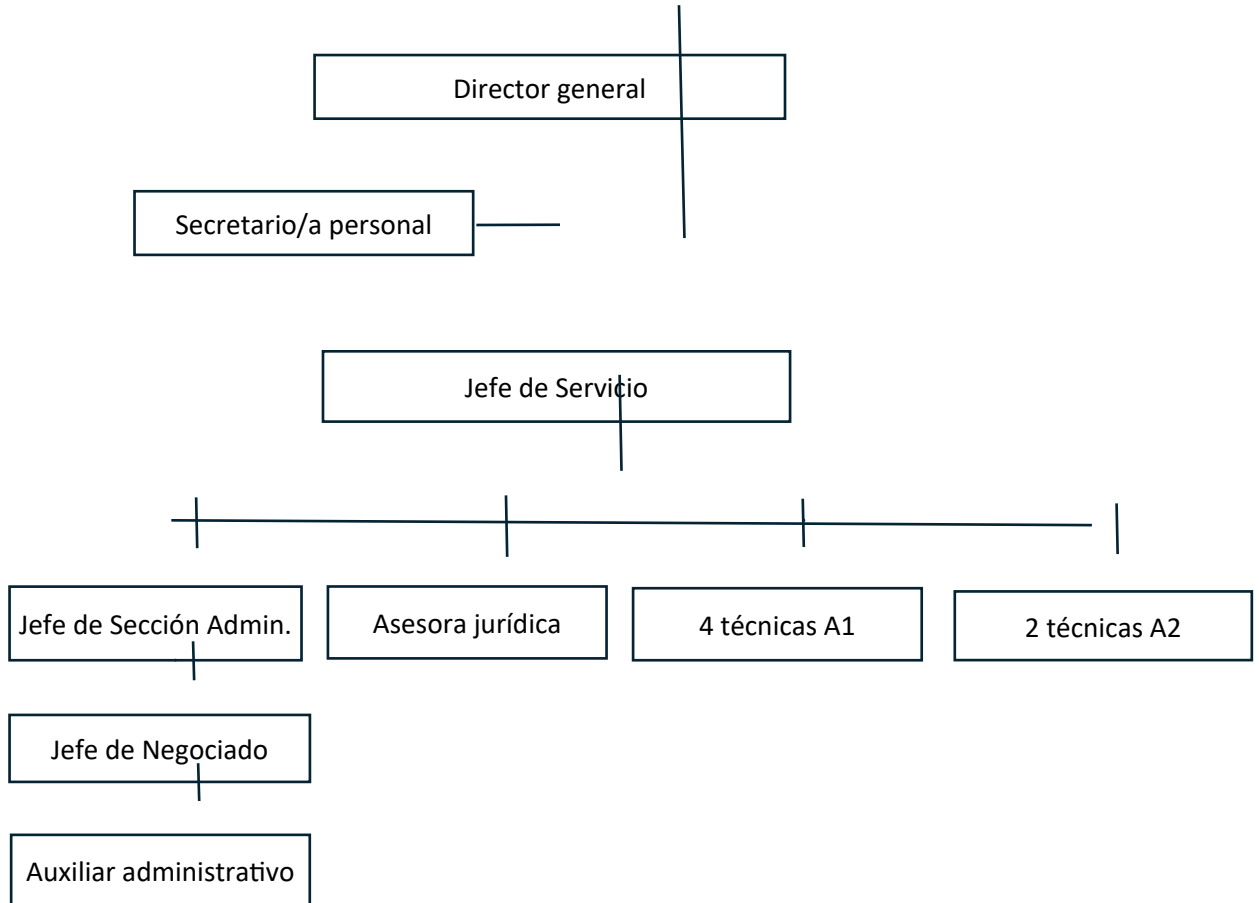 Director general
Secretario/a personal
Jefe de Servicio
Jefe de Sección Admin.
Asesora jurídica
4 técnicas A1
2 técnicas A2
Jefe de Negociado
Auxiliar administrativo